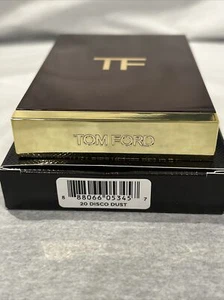 TF
TOM FORD
8 88066 05345 7
20 DISCO DUST